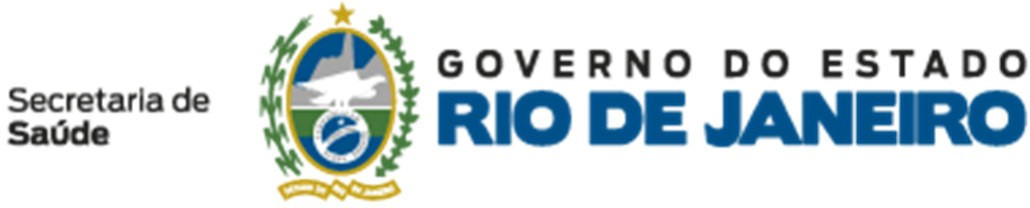 Secretaria de
Saúde
GOVERNO DO ESTADO
RIO DE JANEIRO